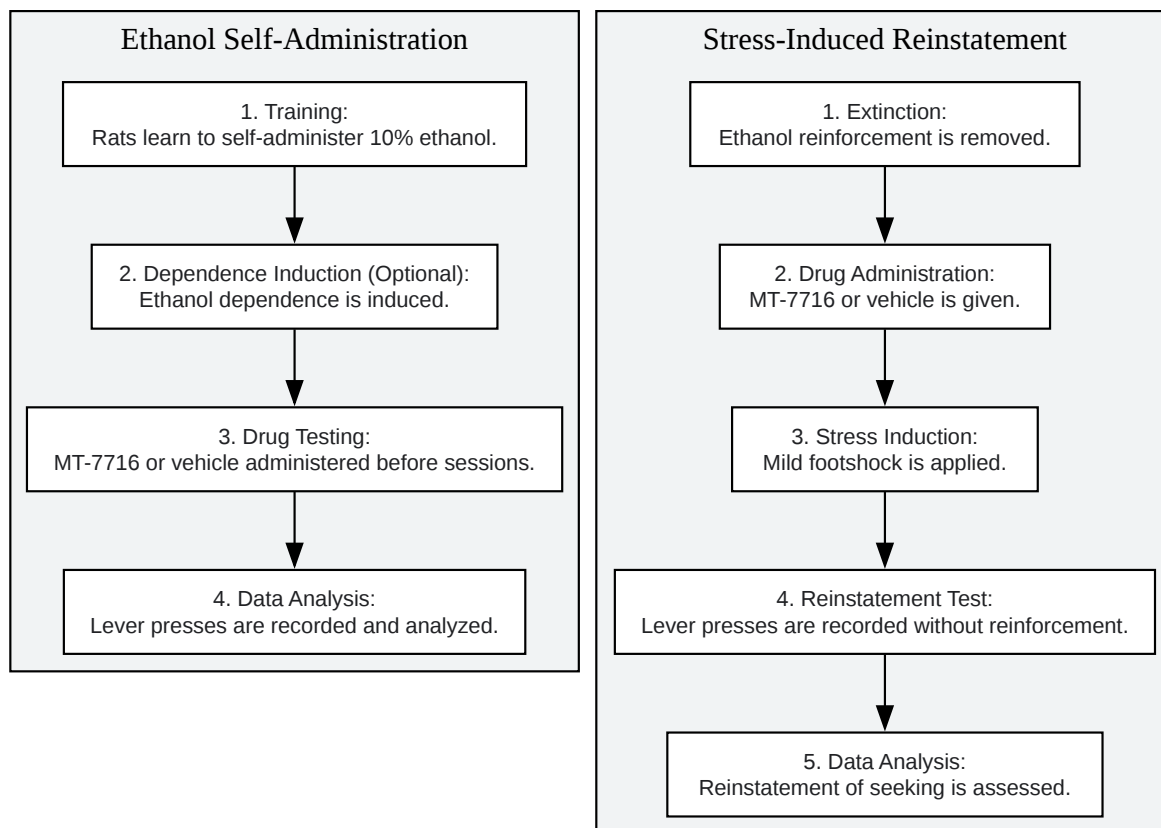 Ethanol Self-Administration
1. Training:
Rats learn to self-administer 10% ethanol.
2. Dependence Induction (Optional):
Ethanol dependence is induced.
3. Drug Testing:
MT-7716 or vehicle administered before sessions.
4. Data Analysis:
Lever presses are recorded and analyzed.
Stress-Induced Reinstatement
1. Extinction:
Ethanol reinforcement is removed.
2. Drug Administration:
MT-7716 or vehicle is given.
3. Stress Induction:
Mild footshock is applied.
4. Reinstatement Test:
Lever presses are recorded without reinforcement.
5. Data Analysis:
Reinstatement of seeking is assessed.